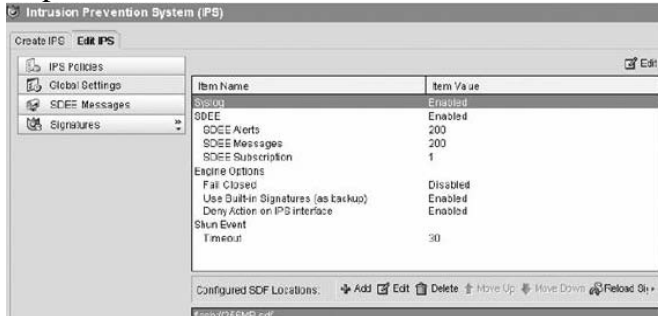 Intrusion Prevention System (IPS)
Create IPS Edit IPS
IPS Policies
Edit
Global Settings
Item Name Item Value
Syslog Enabled
SDEE Messages
SDEE Enabled
Signatures
SDEE Alerts 200
SDEE Messages 200
SDEE Subscription 1
Engine Options
Fail Closed Disabled
Use Built-in Signatures (as backup) Enabled
Deny Action on IPS interface Enabled
Shun Event
Timeout 30
Configured SDF Locations: Add Edit Delete Move Up Move Down Reload